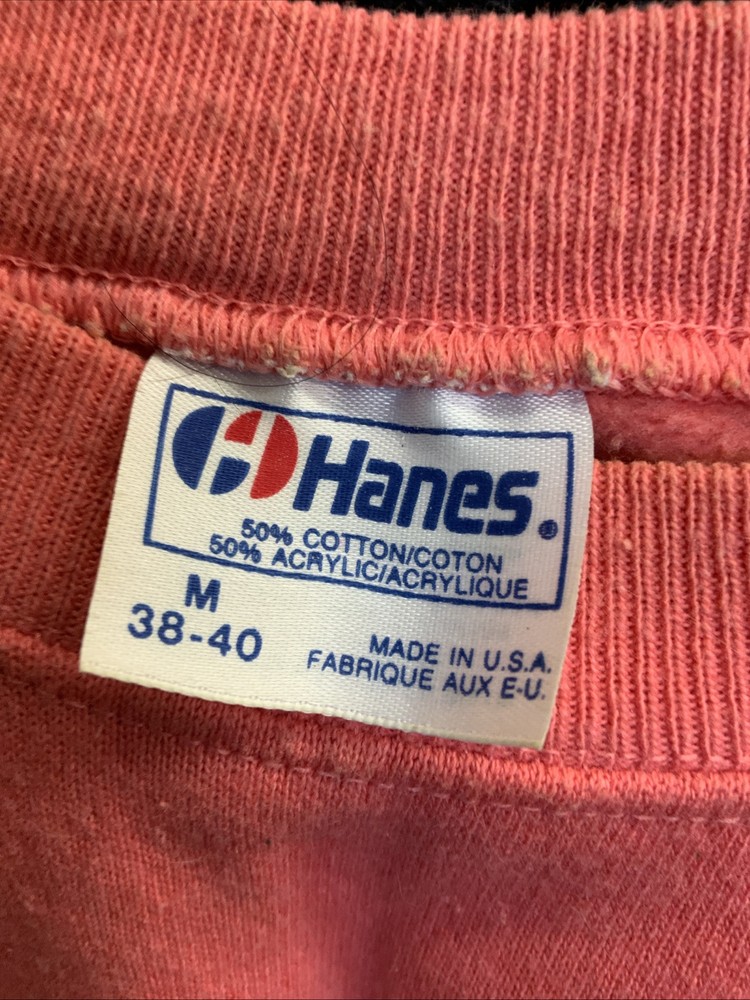 Hanes®
50% COTTON/COTON
50% ACRYLIC/ACRYLIQUE
M
38-40
MADE IN U.S.A.
FABRIQUE AUX E-U.